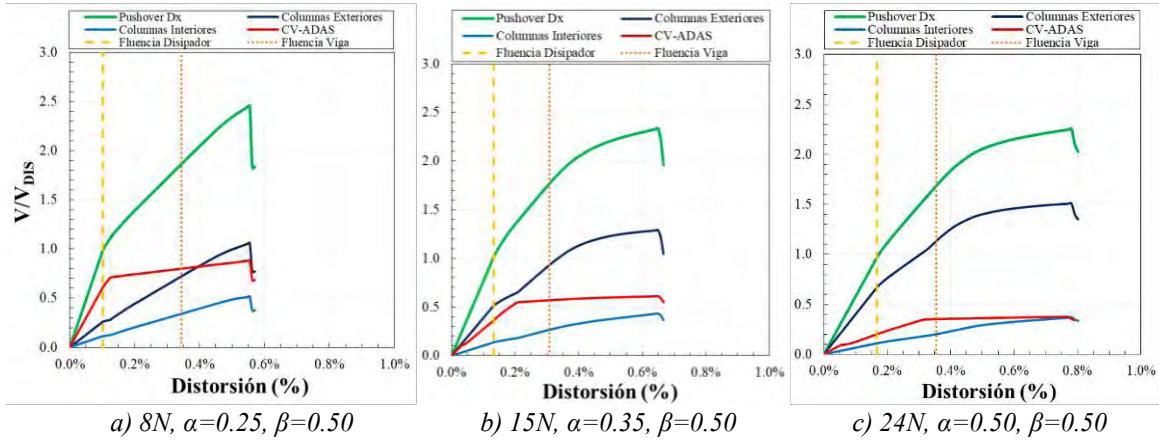 Pushover Dx
Columnas Exteriores
Columnas Interiores
CV-ADAS
Fluencia Disipador
Fluencia Viga
3.0
2.5
2.0
1.5
1.0
0.5
0.0
V/V_DIS
0.0% 0.2% 0.4% 0.6% 0.8% 1.0%
Distorsión (%)
a) 8N, α=0.25, β=0.50
Pushover Dx
Columnas Exteriores
Columnas Interiores
CV-ADAS
Fluencia Disipador
Fluencia Viga
3.0
2.5
2.0
1.5
1.0
0.5
0.0
0.0% 0.2% 0.4% 0.6% 0.8% 1.0%
Distorsión (%)
b) 15N, α=0.35, β=0.50
Pushover Dx
Columnas Exteriores
Columnas Interiores
CV-ADAS
Fluencia Disipador
Fluencia Viga
3.0
2.5
2.0
1.5
1.0
0.5
0.0
0.0% 0.2% 0.4% 0.6% 0.8% 1.0%
Distorsión (%)
c) 24N, α=0.50, β=0.50